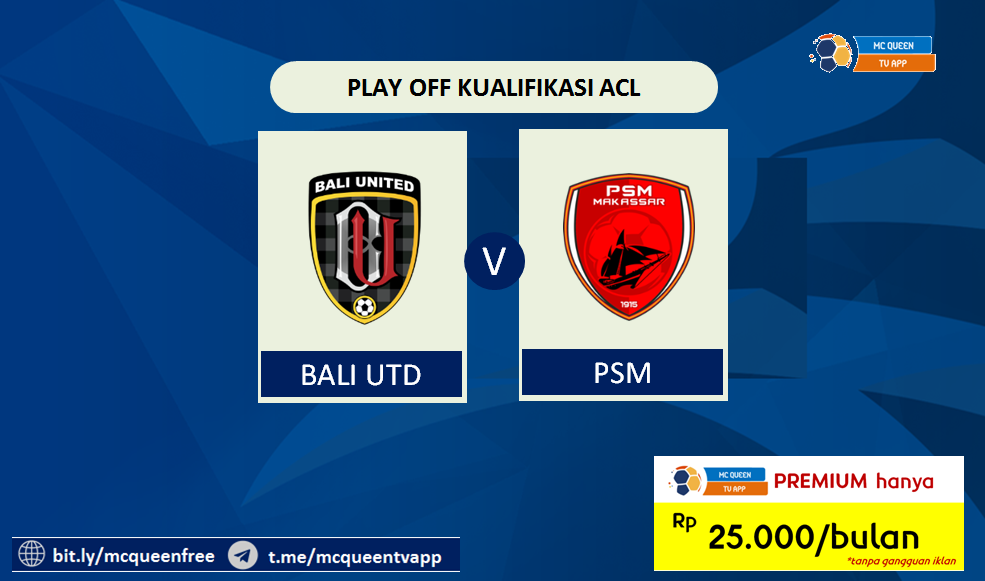 MC QUEEN
TV APP
PLAY OFF KUALIFIKASI ACL
BALI UNITED
PSM
MAKASSAR
1915
V
BALI UTD
PSM
MC QUEEN
TV APP
PREMIUM hanya
Rp 25.000/bulan
*tanpa gangguan iklan
bit.ly/mcqueenfree
t.me/mcqueentvapp